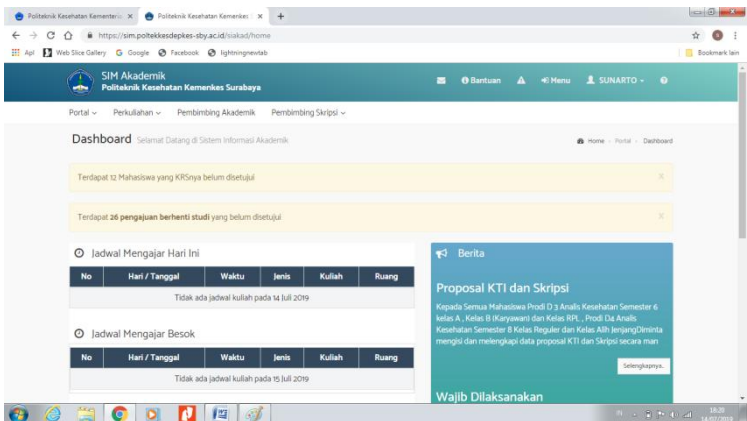 Politeknik Kesehatan Kementeria
Politeknik Kesehatan Kemenkes
https://sim.poltekkesdepkes-sby.ac.id/siakad/home
Apl
Web Slice Gallery
Google
Facebook
lightningnewtab
Bookmark lain
SIM Akademik
Politeknik Kesehatan Kemenkes Surabaya
Bantuan
Menu
SUNARTO
Portal
Perkuliahan
Pembimbing Akademik
Pembimbing Skripsi
Dashboard Selamat Datang di Sistem Informasi Akademik
Home Portal Dashboard
Terdapat 12 Mahasiswa yang KRSnya belum disetujui
Terdapat 26 pengajuan berhenti studi yang belum disetujui
Jadwal Mengajar Hari Ini
No Hari / Tanggal Waktu Jenis Kuliah Ruang
Tidak ada jadwal kuliah pada 14 Juli 2019
Jadwal Mengajar Besok
No Hari / Tanggal Waktu Jenis Kuliah Ruang
Tidak ada jadwal kuliah pada 15 Juli 2019
Berita
Proposal KTI dan Skripsi
Kepada Semua Mahasiswa Prodi D 3 Analis Kesehatan Semester 6
kelas A , Kelas B (Karyawan) dan Kelas RPL , Prodi D4 Analis
Kesehatan Semester 8 Kelas Reguler dan Kelas Alih JenjangDiminta
mengisi dan melengkapi data proposal KTI dan Skripsi secara man
Selengkapnya..
Wajib Dilaksanakan
IN
18:20
14/07/2019